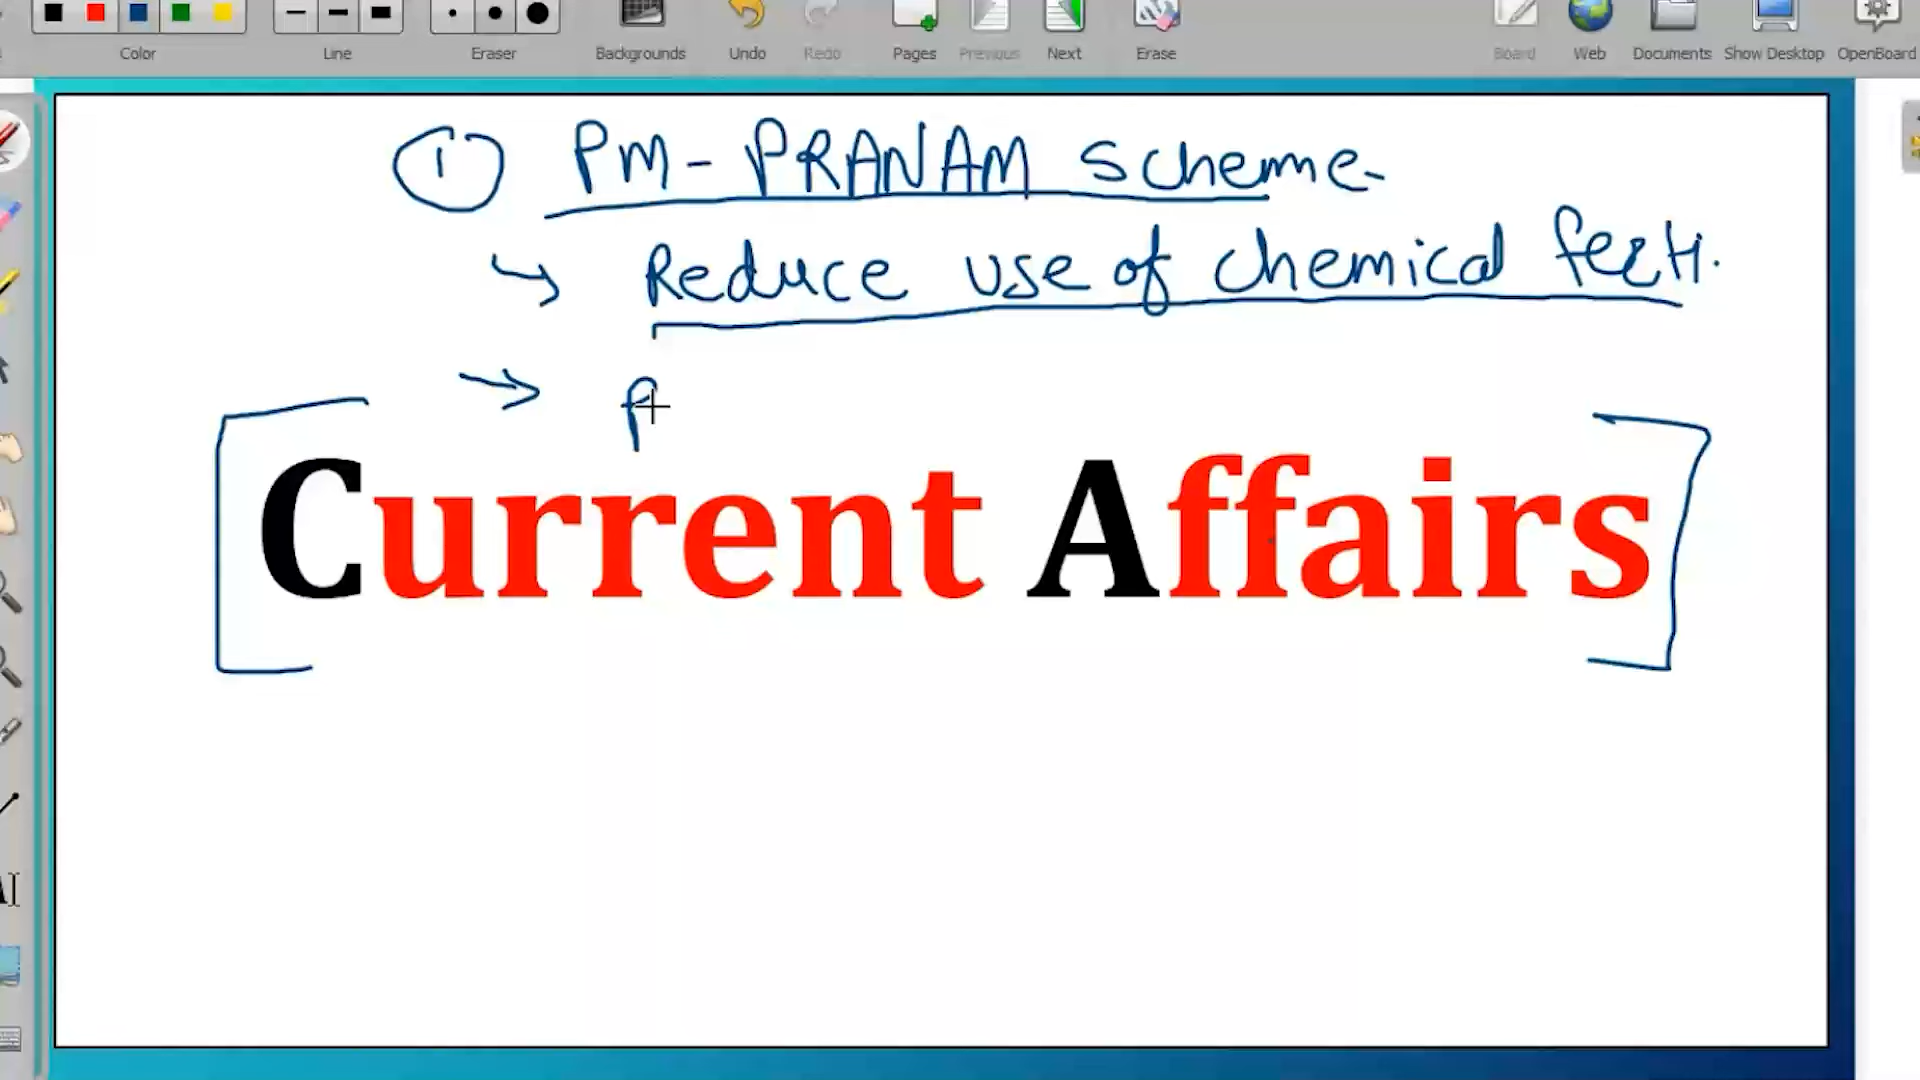 Color Line Eraser Backgrounds Undo Redo Pages Previous Next Erase Board Web Documents Show Desktop OpenBoard
① PM-PRANAM Scheme-
↳ Reduce use of chemical fert.
→ f
Current Affairs